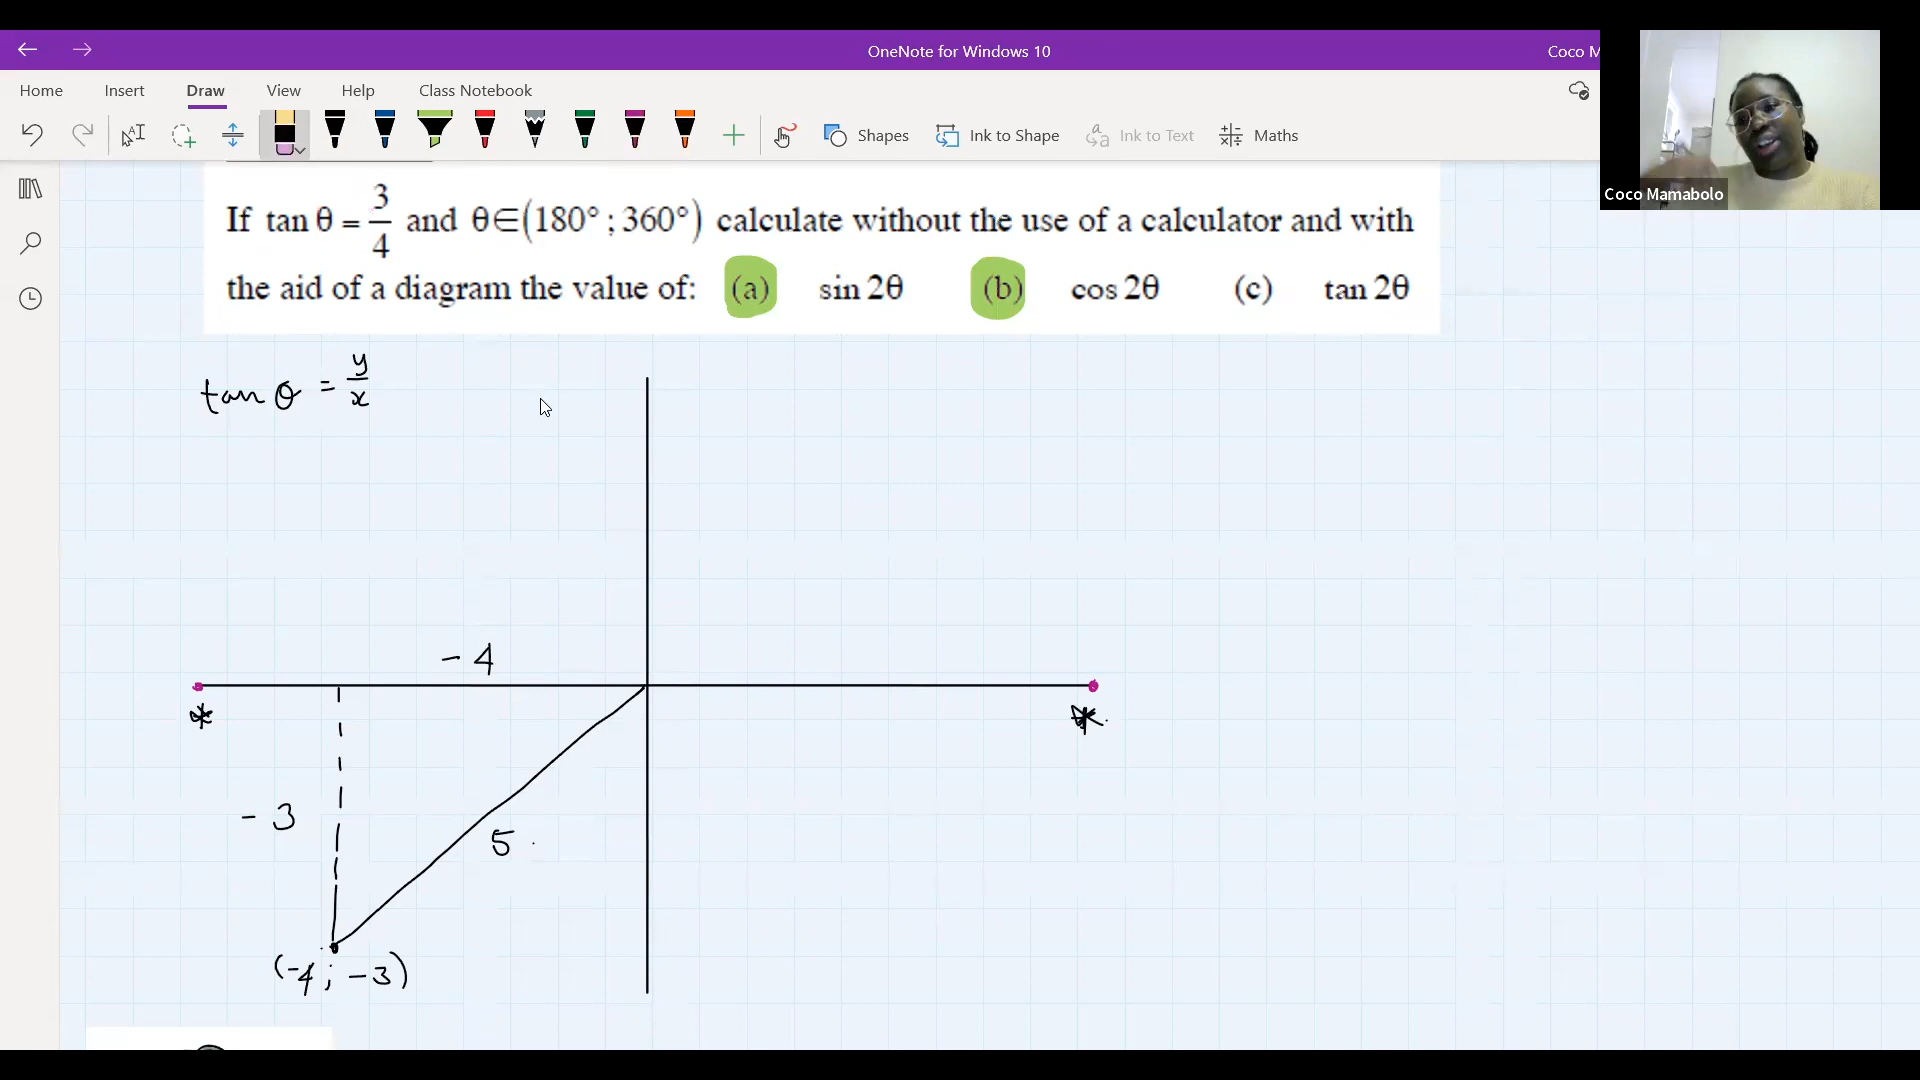 OneNote for Windows 10
Coco M
Home Insert Draw View Help Class Notebook
Shapes Ink to Shape Ink to Text Maths
Coco Mamabolo
If tan θ = 3/4 and θ∈(180° ; 360°) calculate without the use of a calculator and with
the aid of a diagram the value of: (a) sin 2θ (b) cos 2θ (c) tan 2θ
tan θ = y/x
- 4
* *
- 3
5
(-4 ; -3)